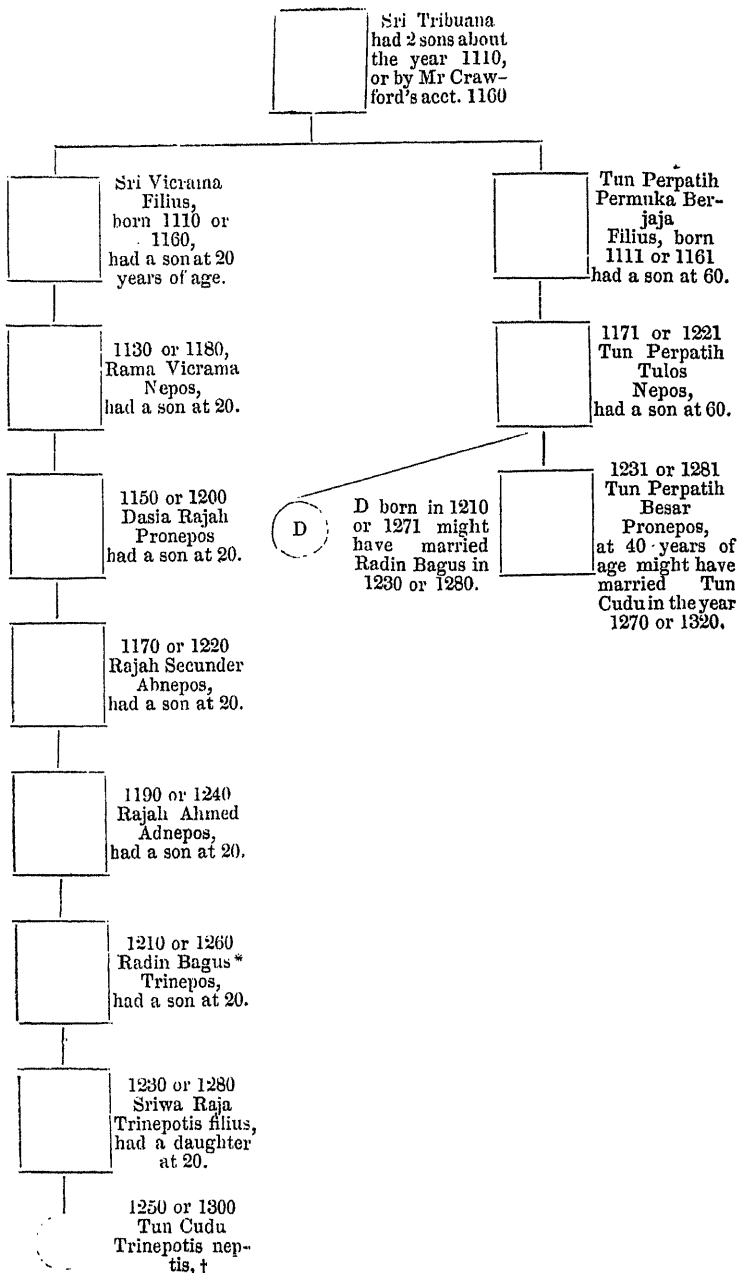 Sri Tribuana
had 2 sons about
the year 1110,
or by Mr Craw-
ford's acct. 1160
Sri Vicrama
Filius,
born 1110 or
1160,
had a son at 20
years of age.
Tun Perpatih
Permuka Ber-
jaja
Filius, born
1111 or 1161
had a son at 60.
1130 or 1180,
Rama Vicrama
Nepos,
had a son at 20.
1171 or 1221
Tun Perpatih
Tulos
Nepos,
had a son at 60.
1150 or 1200
Dasia Rajah
Pronepos
had a son at 20.
D
D born in 1210
or 1271 might
have married
Radin Bagus in
1230 or 1280.
1231 or 1281
Tun Perpatih
Besar
Pronepos,
at 40 years of
age might have
married Tun
Cudu in the year
1270 or 1320.
1170 or 1220
Rajah Secunder
Abnepos,
had a son at 20.
1190 or 1240
Rajah Ahmed
Adnepos,
had a son at 20.
1210 or 1260
Radin Bagus*
Trinepos,
had a son at 20.
1230 or 1280
Sriwa Raja
Trinepotis filius,
had a daughter
at 20.
1250 or 1300
Tun Cudu
Trinepotis nep-
tis, †